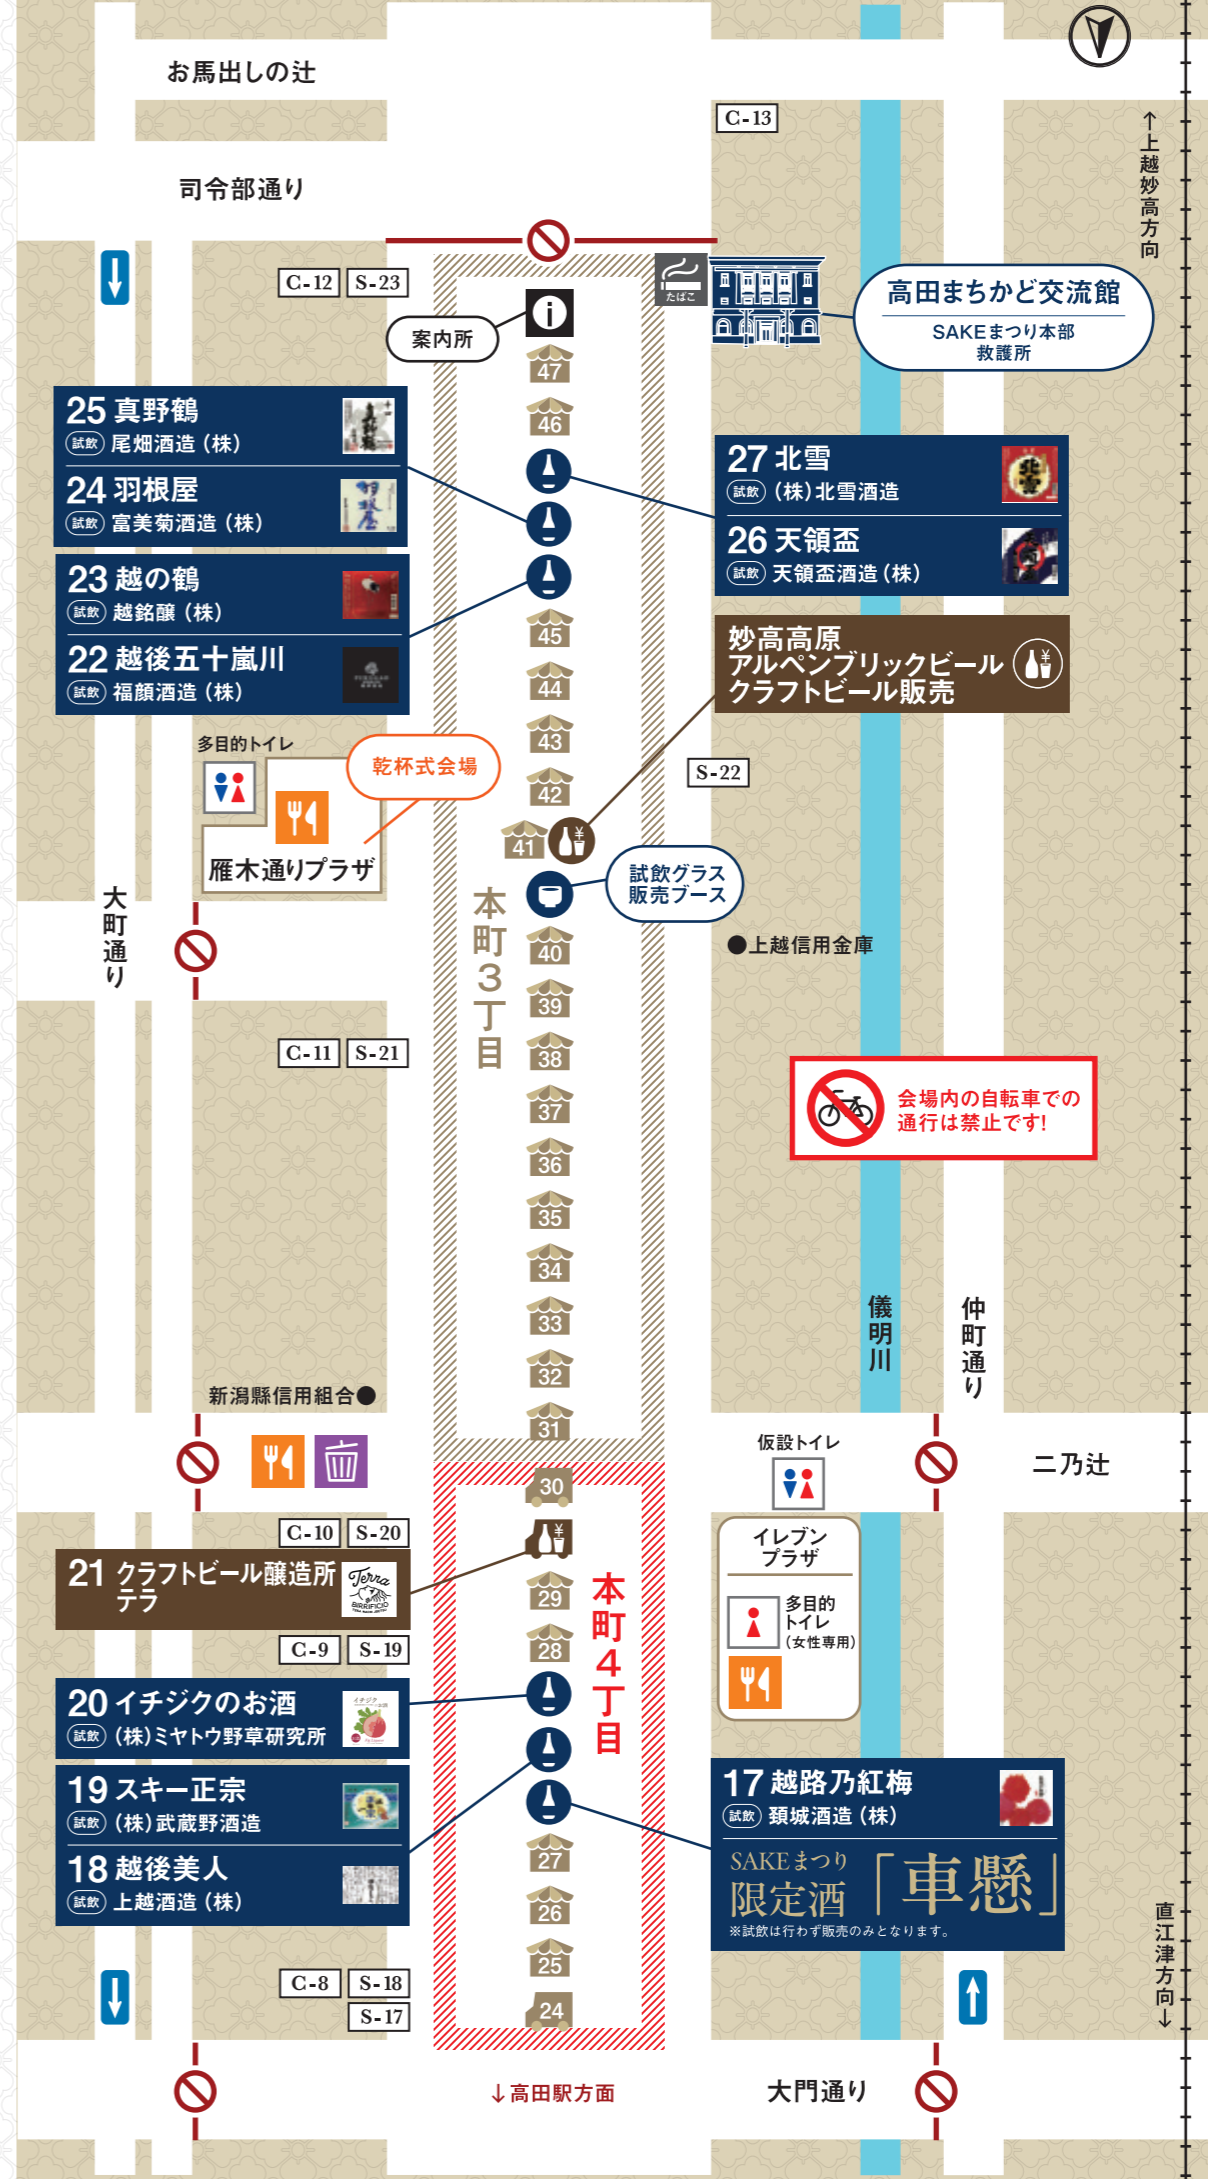 お馬出しの辻
C-13
↑上越妙高方向
司令部通り
C-12
S-23
たばこ
高田まちかど交流館
SAKEまつり本部
救護所
i
案内所
47
46
25 真野鶴
試飲 尾畑酒造(株)
24 羽根屋
試飲 富美菊酒造(株)
23 越の鶴
試飲 越銘醸(株)
22 越後五十嵐川
試飲 福顔酒造(株)
27 北雪
試飲 (株)北雪酒造
26 天領盃
試飲 天領盃酒造(株)
妙高高原
アルペンブリックビール
クラフトビール販売
¥
45
44
43
42
41
¥
S-22
多目的トイレ
乾杯式会場
雁木通りプラザ
試飲グラス
販売ブース
大町通り
本町3丁目
●上越信用金庫
40
39
38
37
36
35
34
33
32
31
C-11
S-21
会場内の自転車での
通行は禁止です!
儀明川
仲町通り
新潟縣信用組合●
仮設トイレ
二乃辻
30
¥
29
28
C-10
S-20
21 クラフトビール醸造所
テラ
Terra
BIRRIFICIO
C-9
S-19
本町4丁目
イレブン
プラザ
多目的
トイレ
(女性専用)
20 イチジクのお酒
試飲 (株)ミヤトウ野草研究所
イチジク
19 スキー正宗
試飲 (株)武蔵野酒造
18 越後美人
試飲 上越酒造(株)
17 越路乃紅梅
試飲 頚城酒造(株)
SAKEまつり
限定酒「車懸」
※試飲は行わず販売のみとなります。
27
26
25
24
C-8
S-18
S-17
直江津方向↓
↓高田駅方面
大門通り